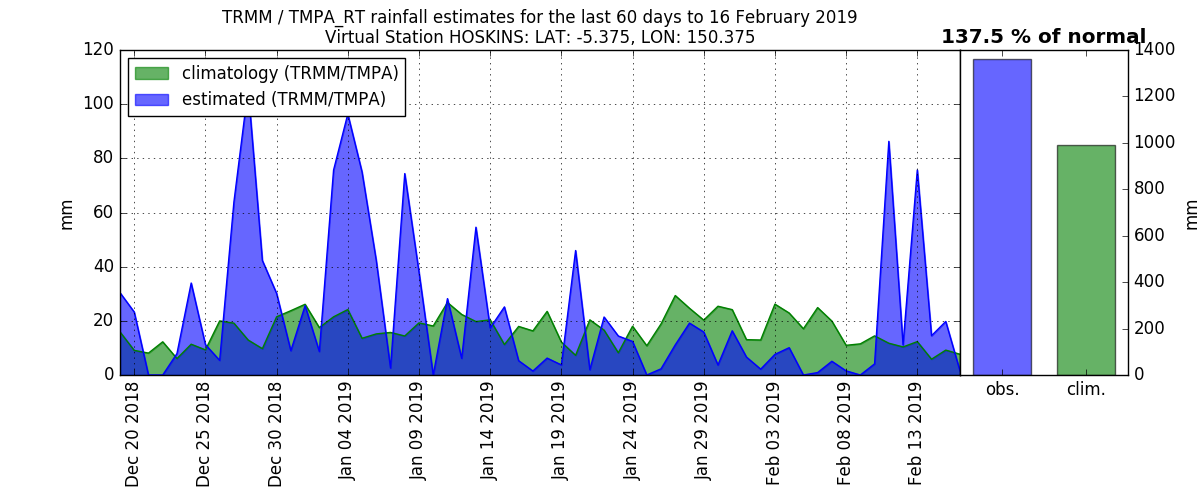 TRMM / TMPA_RT rainfall estimates for the last 60 days to 16 February 2019
Virtual Station HOSKINS: LAT: -5.375, LON: 150.375
137.5 % of normal
climatology (TRMM/TMPA)
estimated (TRMM/TMPA)
mm
120
100
80
60
40
20
0
Dec 20 2018
Dec 25 2018
Dec 30 2018
Jan 04 2019
Jan 09 2019
Jan 14 2019
Jan 19 2019
Jan 24 2019
Jan 29 2019
Feb 03 2019
Feb 08 2019
Feb 13 2019
obs.
clim.
1400
1200
1000
800
600
400
200
0
mm